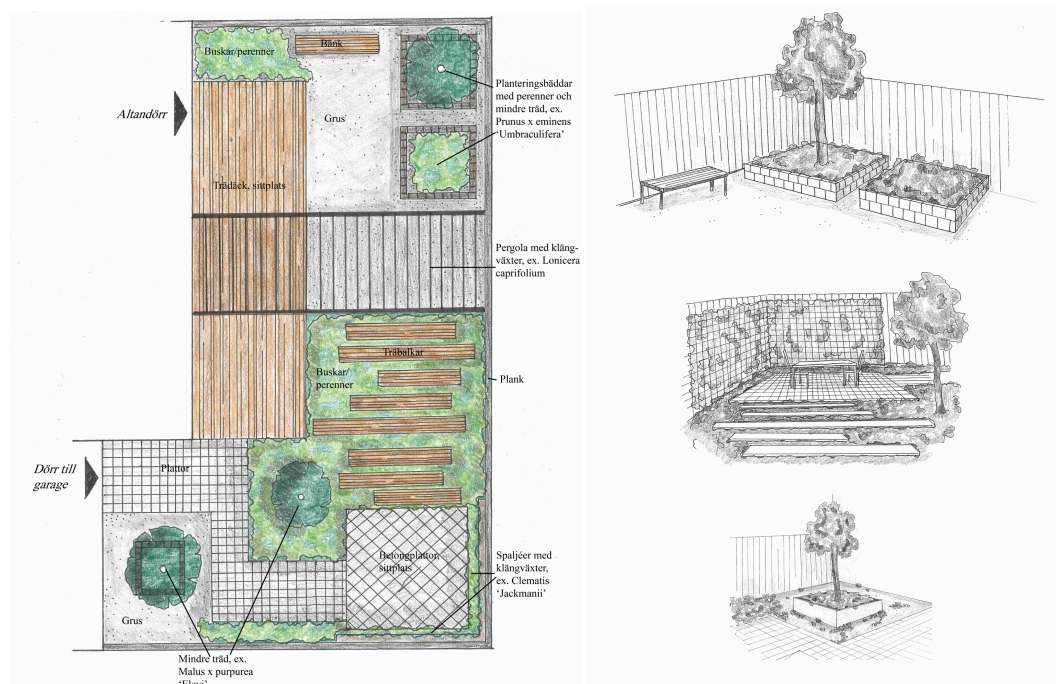 Buskar/perenner
Bänk
Altandörr
Grus
Planteringsbäddar
med perenner och
mindre träd, ex.
Prunus x eminens
‘Umbraculifera’
Trädäck, sittplats
Pergola med kläng-
växter, ex. Lonicera
caprifolium
Träbalkar
Buskar/
perenner
Plank
Dörr till
garage
Plattor
Betongplattor,
sittplats
Spaljéer med
klängväxter,
ex. Clematis
‘Jackmanii’
Grus
Mindre träd, ex.
Malus x purpurea